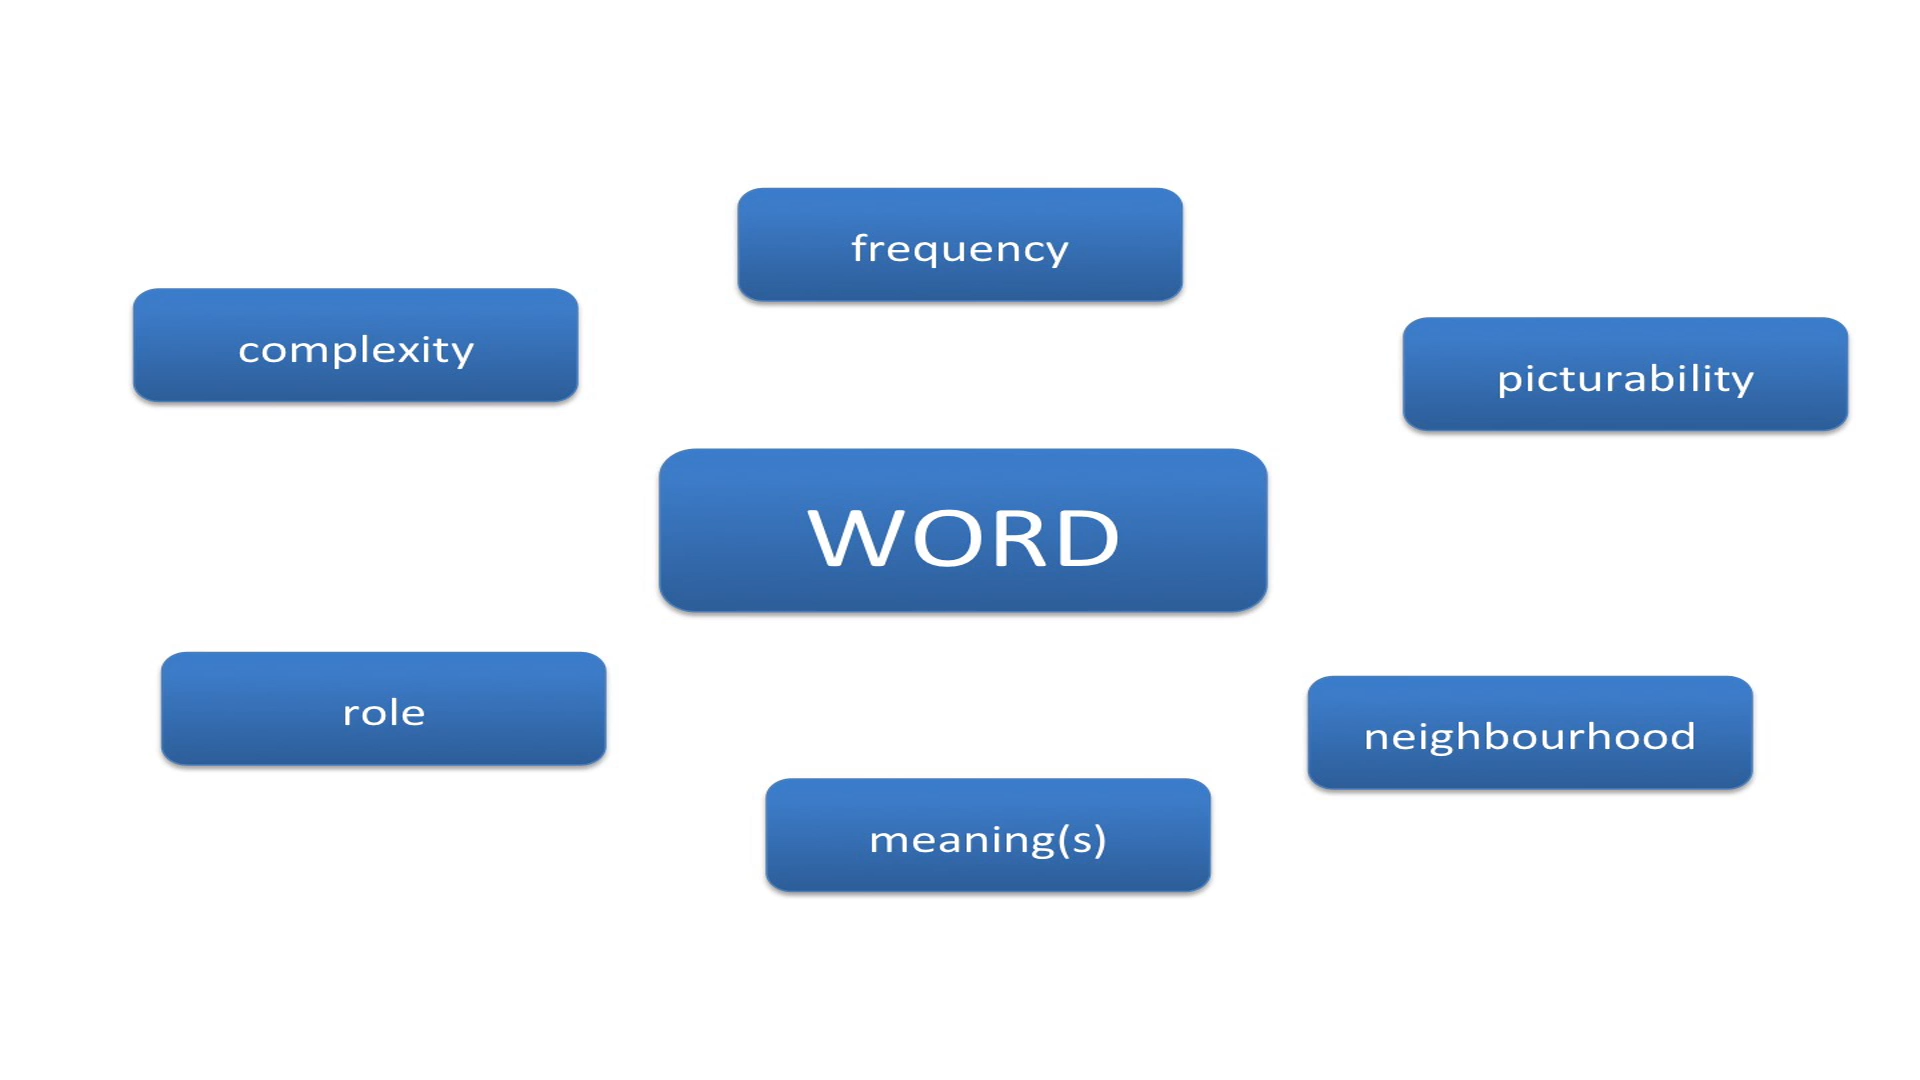 frequency
complexity
picturability
WORD
role
neighbourhood
meaning(s)